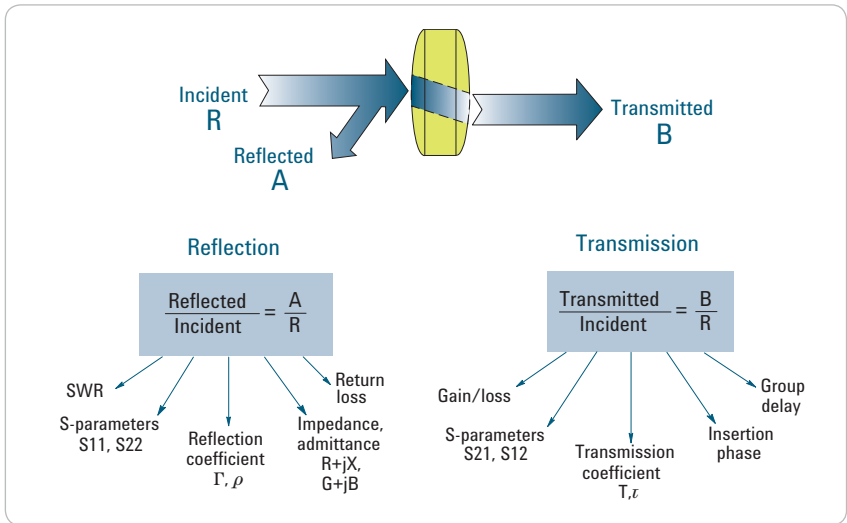 Incident
R
Reflected
A
Transmitted
B
Reflection
Reflected
Incident
=
A
R
SWR
S-parameters
S11, S22
Reflection
coefficient
Γ, ρ
Impedance,
admittance
R+jX,
G+jB
Return
loss
Transmission
Transmitted
Incident
=
B
R
Gain/loss
S-parameters
S21, S12
Transmission
coefficient
T,τ
Insertion
phase
Group
delay